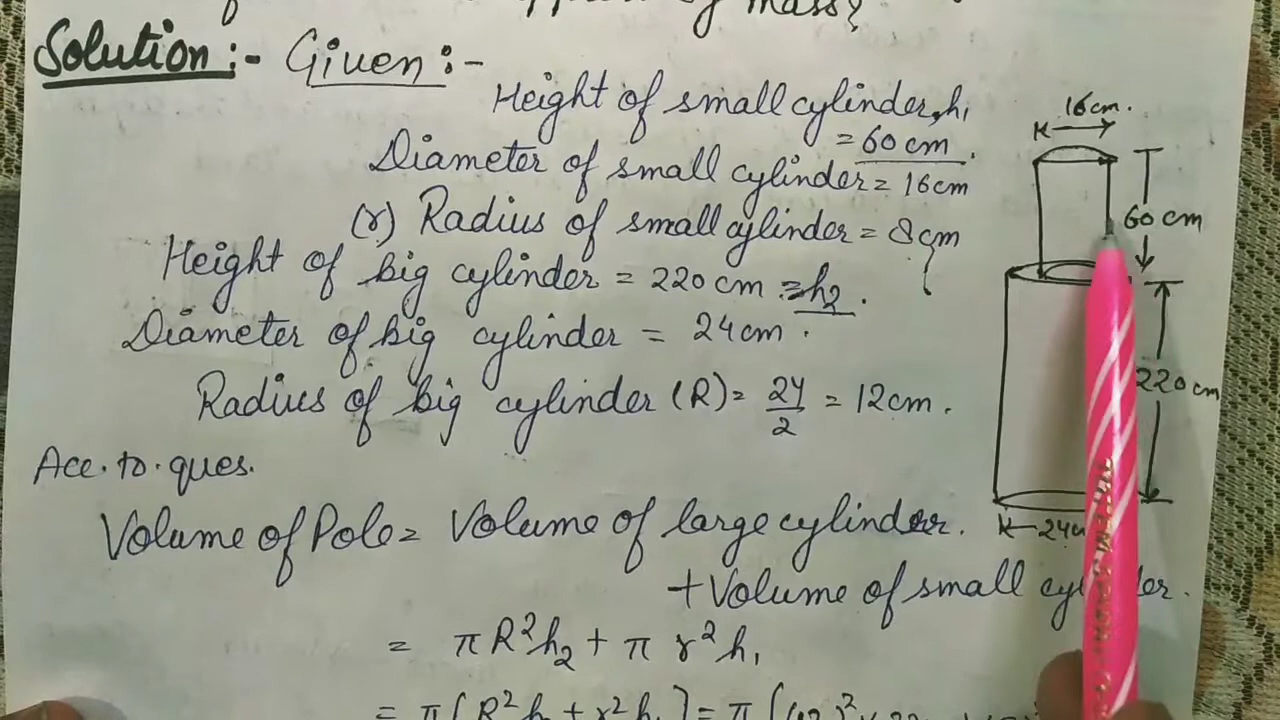 mass?
Solution:- Given:-
Height of small cylinder, h1
= 60 cm.
Diameter of small cylinder = 16cm
(r) Radius of small cylinder = 8cm
Height of big cylinder = 220 cm = h2.
Diameter of big cylinder = 24cm.
Radius of big cylinder (R) = 24/2 = 12cm.
Acc. to. ques.
Volume of Pole = Volume of large cylinder.
+ Volume of small
= πR²h2 + π r²h1
= π
16cm.
60 cm
220 cm